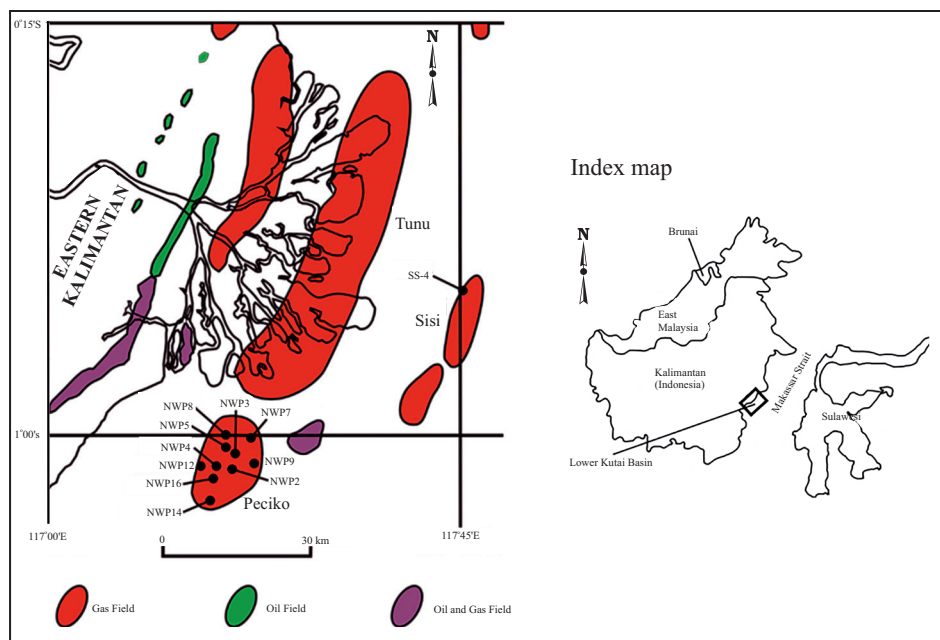 0°15'S
N
EASTERN
KALIMANTAN
Tunu
SS-4
Sisi
NWP3
NWP8
NWP7
NWP5
1°00's
NWP4
NWP12
NWP9
NWP16
NWP2
NWP14
Peciko
117°00'E
117°45'E
0
30 km
Gas Field
Oil Field
Oil and Gas Field
Index map
N
Brunai
East
Malaysia
Kalimantan
(Indonesia)
Makassar Strait
Sulawesi
Lower Kutai Basin